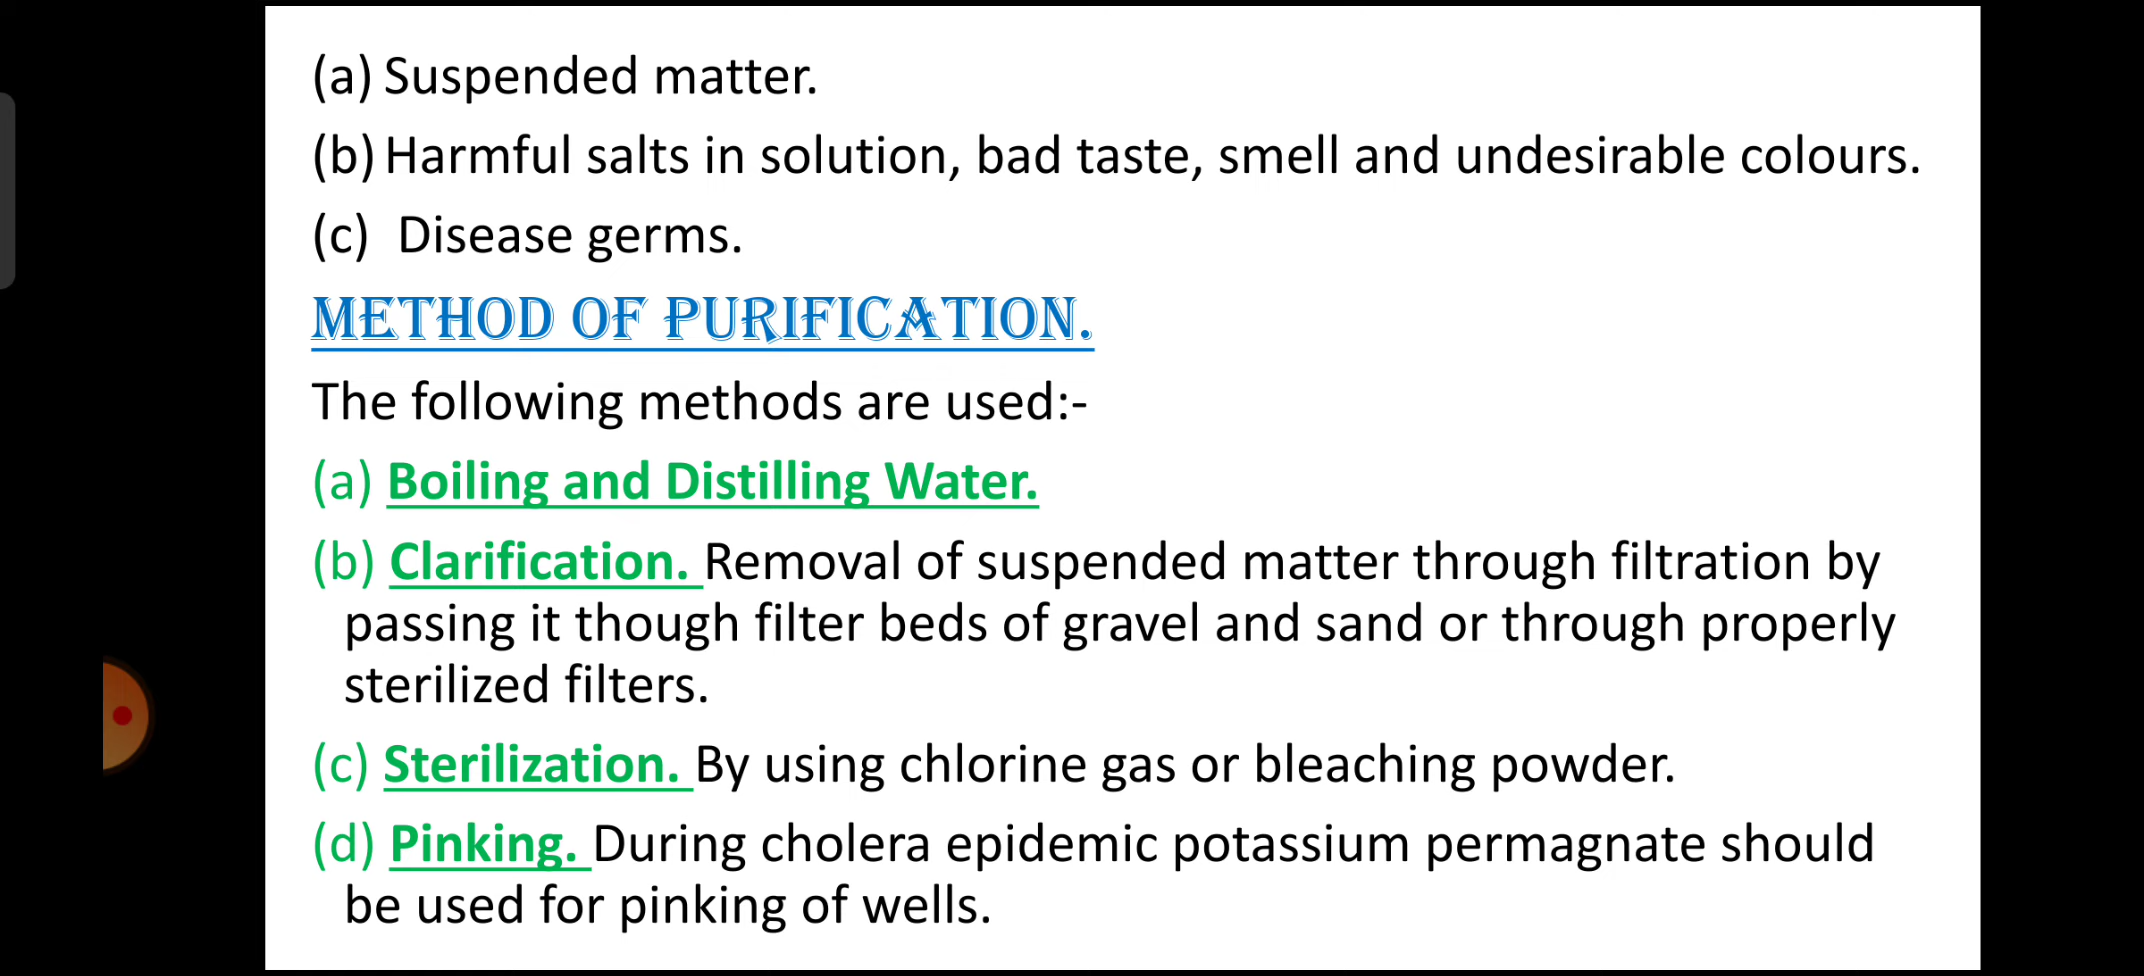 (a) Suspended matter.
(b) Harmful salts in solution, bad taste, smell and undesirable colours.
(c) Disease germs.
METHOD OF PURIFICATION.
The following methods are used:-
(a) Boiling and Distilling Water.
(b) Clarification. Removal of suspended matter through filtration by
passing it though filter beds of gravel and sand or through properly
sterilized filters.
(c) Sterilization. By using chlorine gas or bleaching powder.
(d) Pinking. During cholera epidemic potassium permagnate should
be used for pinking of wells.